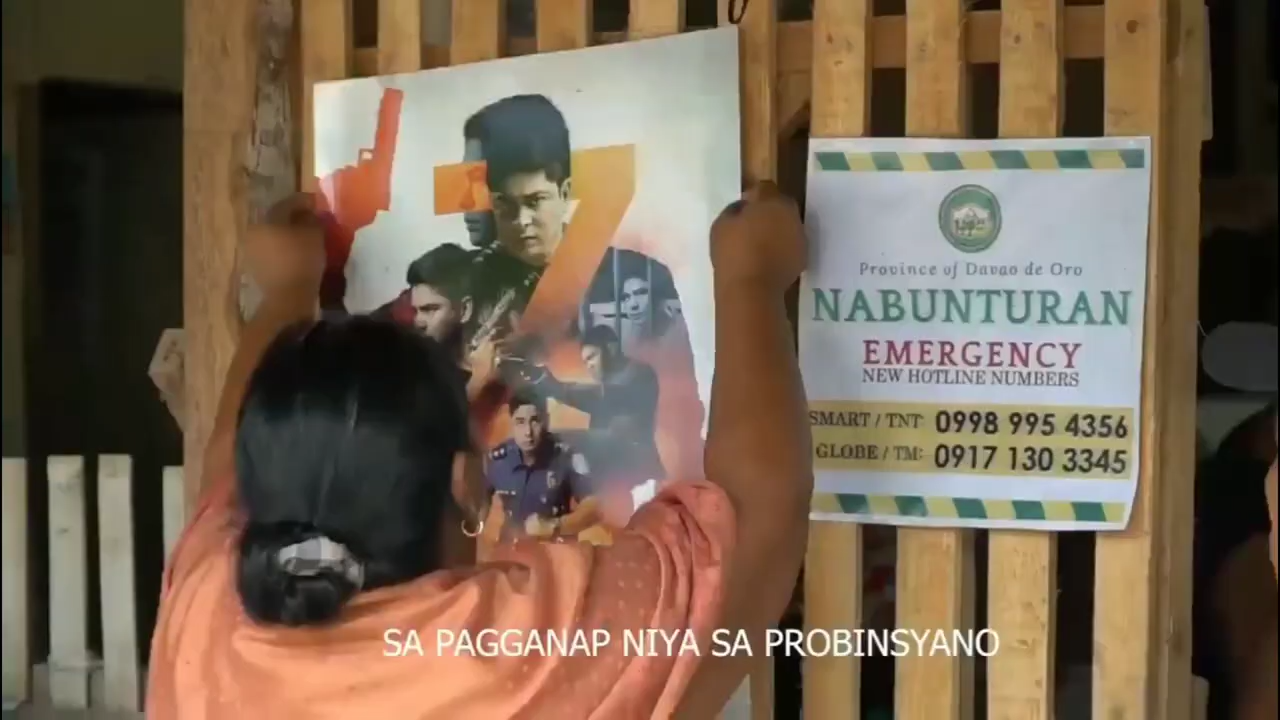 7
Province of Davao de Oro
NABUNTURAN
EMERGENCY
NEW HOTLINE NUMBERS
SMART / TNT: 0998 995 4356
GLOBE / TM: 0917 130 3345
SA PAGGANAP NIYA SA PROBINSYANO